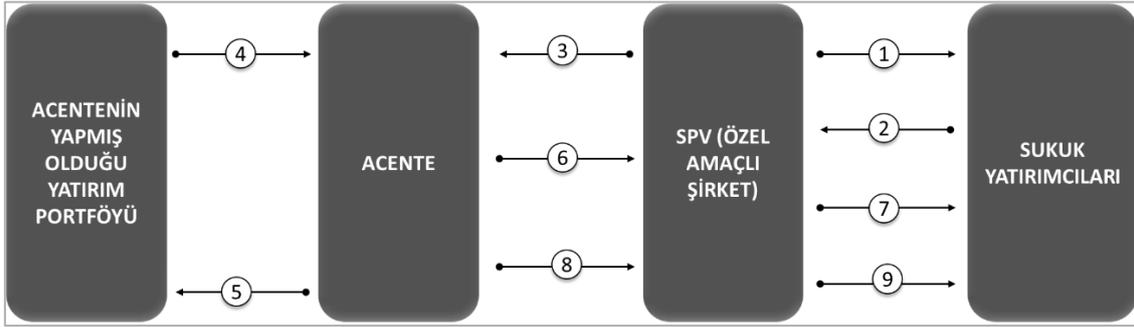 ACENTENİN
YAPMIŞ
OLDUĞU
YATIRIM
PORTFÖYÜ
4
5
ACENTE
3
6
8
SPV (ÖZEL
AMAÇLI
ŞİRKET)
1
2
7
9
SUKUK
YATIRIMCILARI